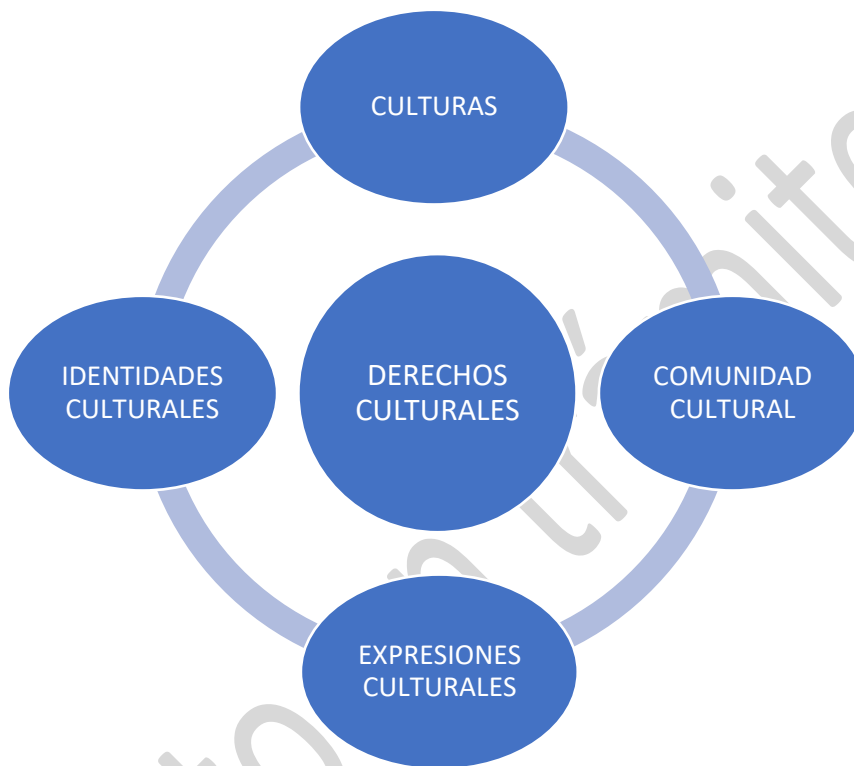 CULTURAS
IDENTIDADES
CULTURALES
DERECHOS
CULTURALES
COMUNIDAD
CULTURAL
EXPRESIONES
CULTURALES